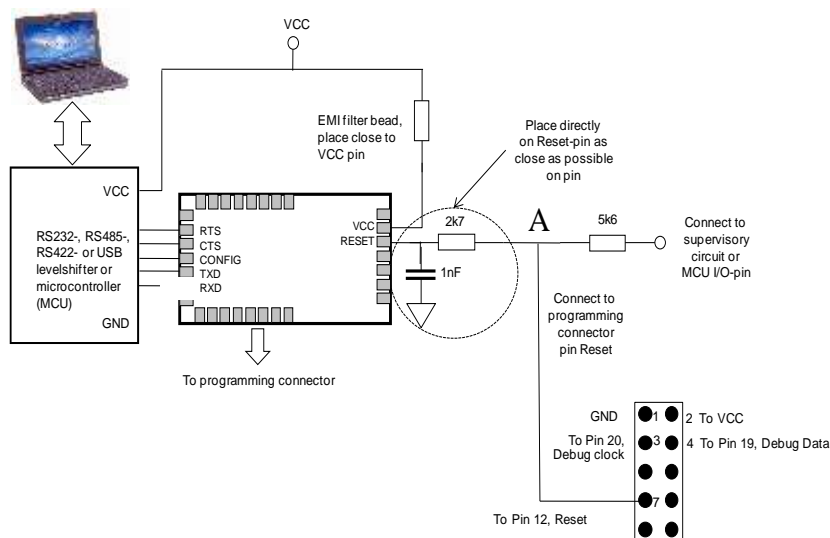 VCC
EMI filter bead,
place close to
VCC pin
Place directly
on Reset-pin as
close as possible
on pin
VCC
RS232-, RS485-,
RS422- or USB
levelshifter or
microcontroller
(MCU)
GND
RTS
CTS
CONFIG
TXD
RXD
VCC
RESET
2k7
1nF
A
5k6
Connect to
supervisory
circuit or
MCU I/O-pin
Connect to
programming
connector
pin Reset
To programming connector
GND 1 2 To VCC
To Pin 20,
Debug clock
3 4 To Pin 19, Debug Data
7
To Pin 12, Reset